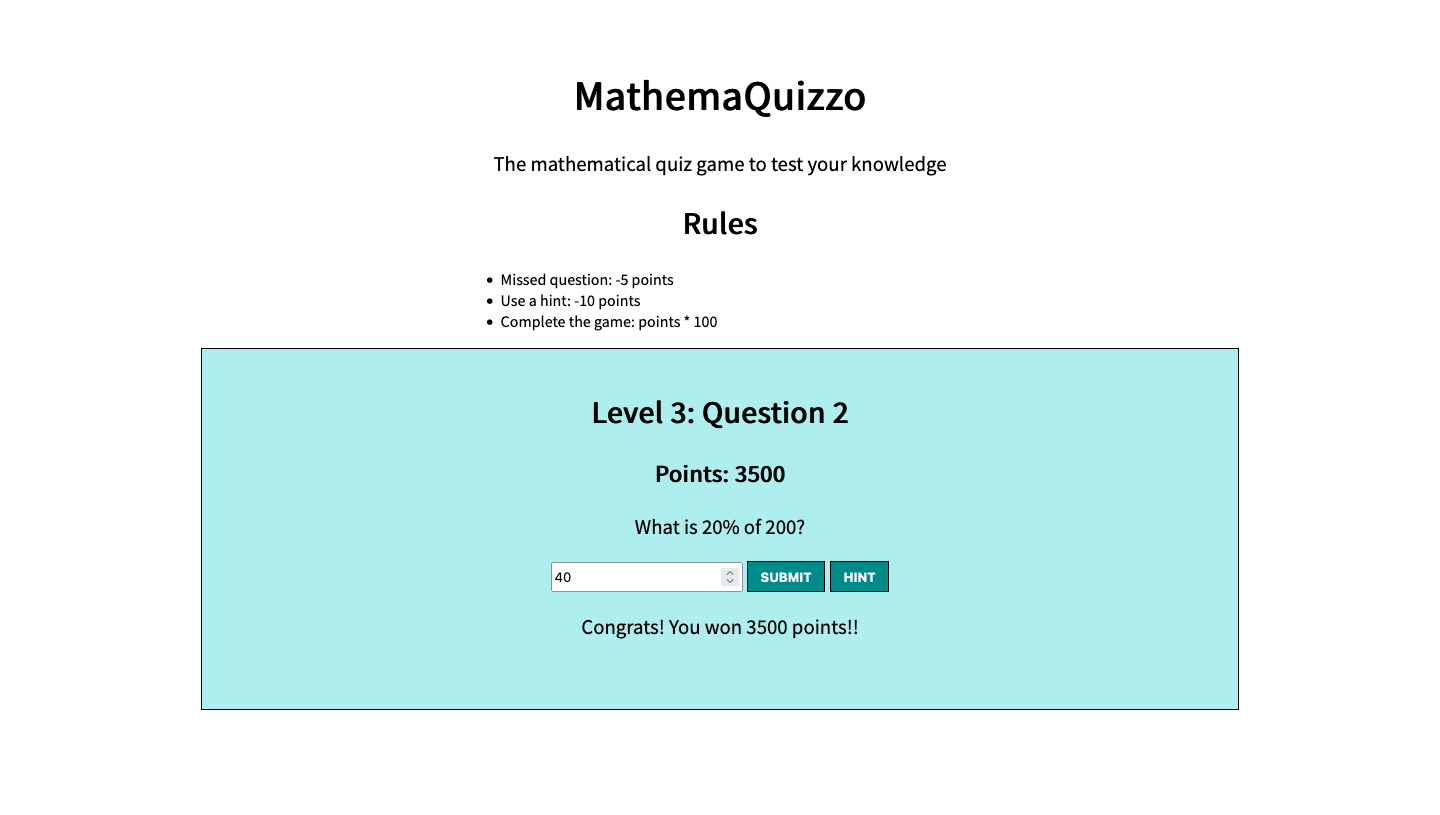 MathemaQuizzo
The mathematical quiz game to test your knowledge
Rules
• Missed question: -5 points
• Use a hint: -10 points
• Complete the game: points * 100
Level 3: Question 2
Points: 3500
What is 20% of 200?
40 SUBMIT HINT
Congrats! You won 3500 points!!